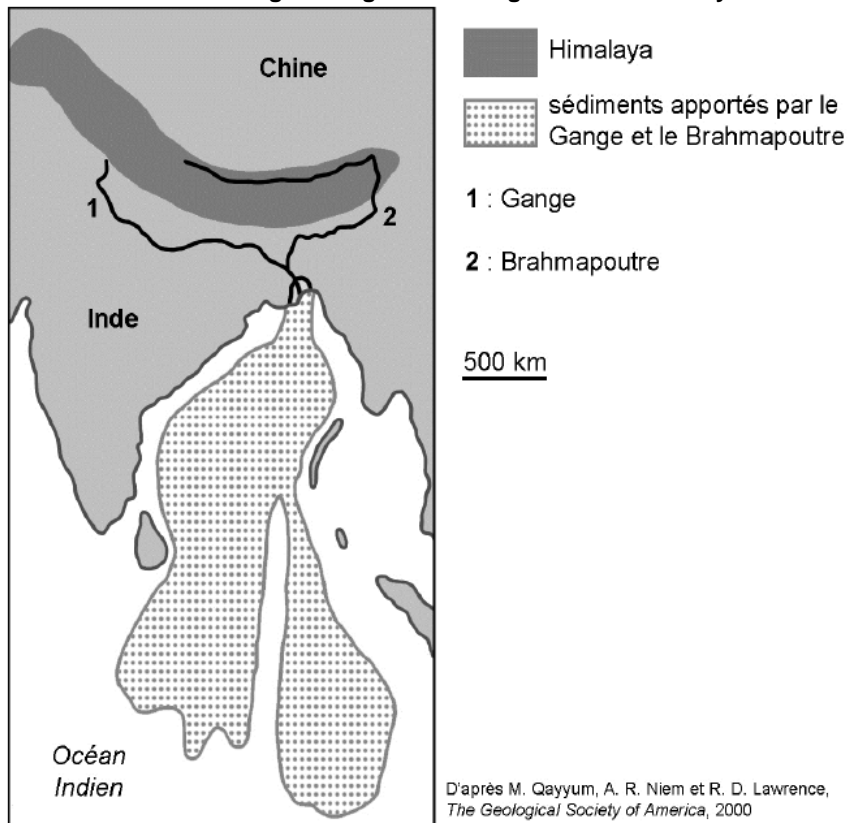 Chine
1
2
Inde
Océan
Indien
Himalaya
sédiments apportés par le
Gange et le Brahmapoutre
1 : Gange
2 : Brahmapoutre
500 km
D'après M. Qayyum, A. R. Niem et R. D. Lawrence,
The Geological Society of America, 2000